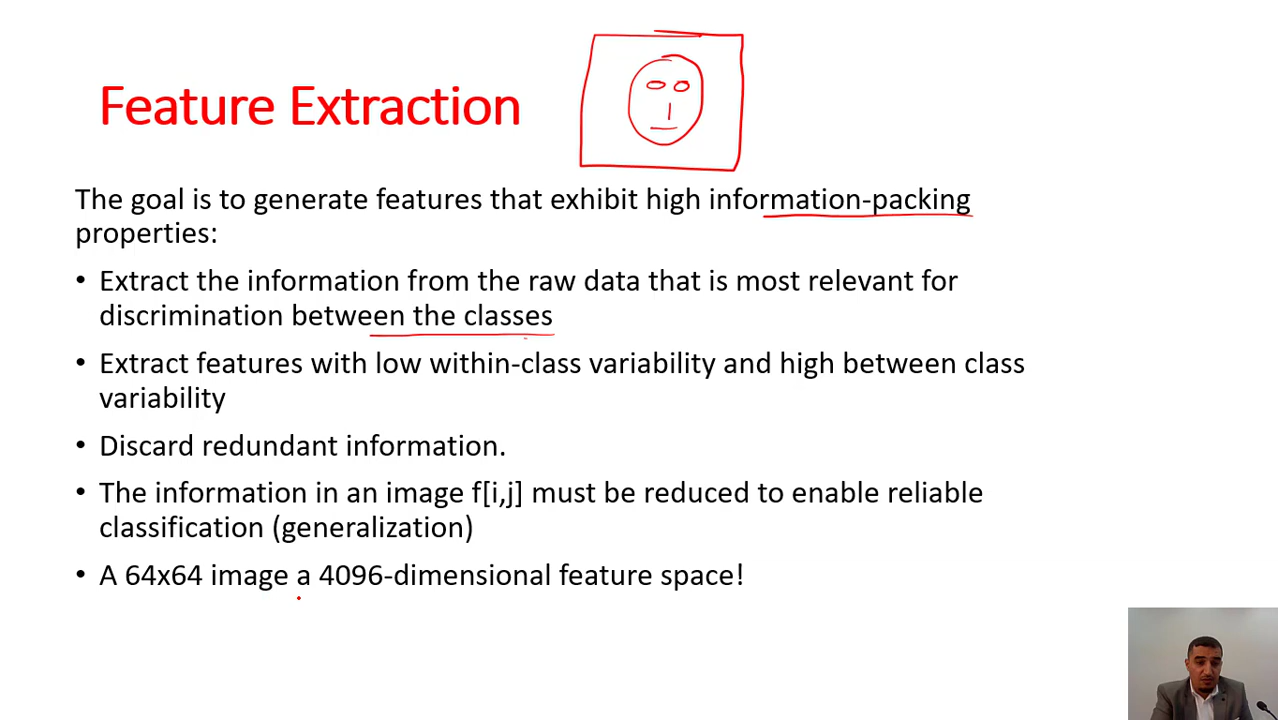 Feature Extraction
The goal is to generate features that exhibit high information-packing
properties:
• Extract the information from the raw data that is most relevant for
discrimination between the classes
• Extract features with low within-class variability and high between class
variability
• Discard redundant information.
• The information in an image f[i,j] must be reduced to enable reliable
classification (generalization)
• A 64x64 image a 4096-dimensional feature space!